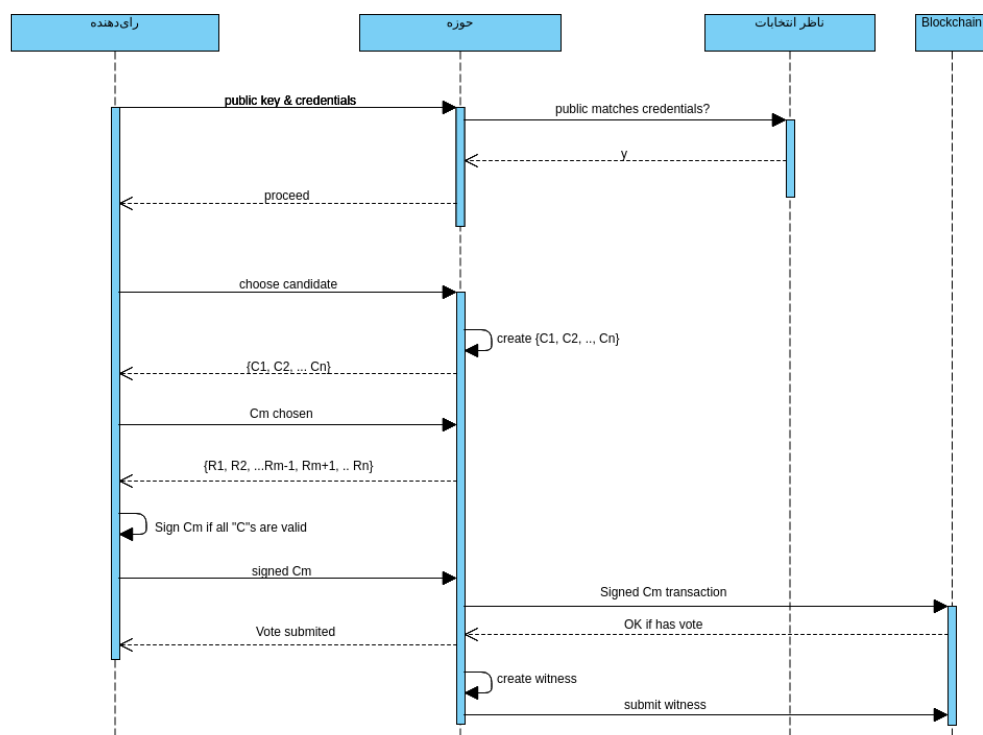 رای‌دهنده
حوزه
ناظر انتخابات
Blockchain
public key & credentials
public matches credentials?
y
proceed
choose candidate
create {C1, C2, .., Cn}
{C1, C2, ... Cn}
Cm chosen
{R1, R2, ...Rm-1, Rm+1, .. Rn}
Sign Cm if all "C"s are valid
signed Cm
Signed Cm transaction
OK if has vote
Vote submited
create witness
submit witness